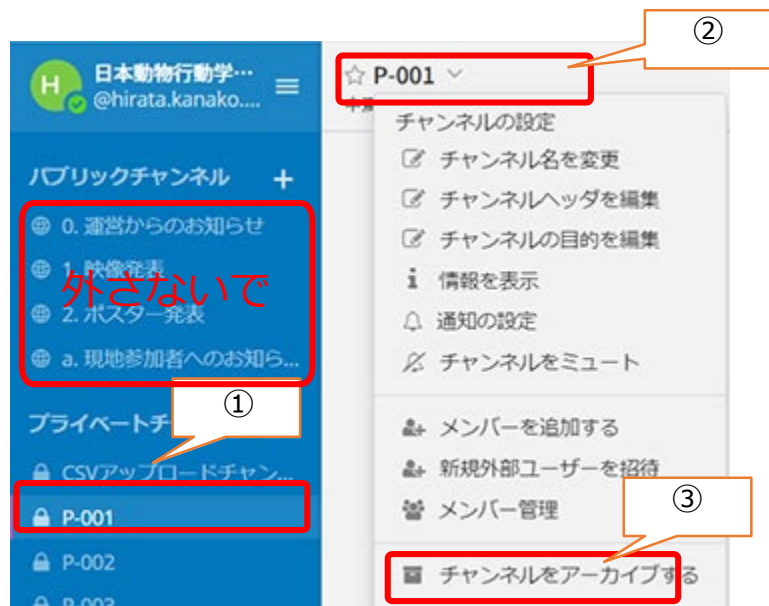 ②
H
日本動物行動学…
@hirata.kanako....
パブリックチャンネル +
0. 運営からのお知らせ
1. 映像発表
外さないで
2. ポスター発表
a. 現地参加者へのお知ら...
①
プライベートチ
CSVアップロードチャン...
P-001
P-002
P-003
P-001
チャンネルの設定
チャンネル名を変更
チャンネルヘッダを編集
チャンネルの目的を編集
情報を表示
通知の設定
チャンネルをミュート
メンバーを追加する
新規外部ユーザーを招待
メンバー管理
③
チャンネルをアーカイブする